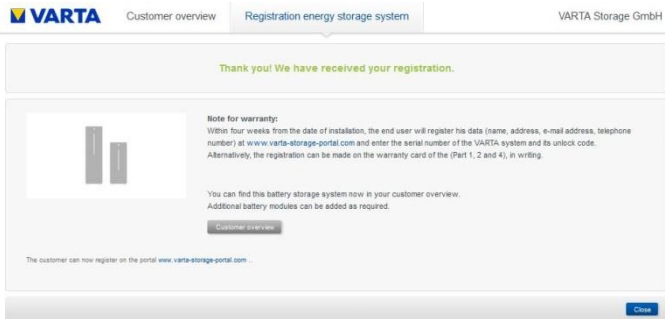 VARTA Customer overview Registration energy storage system VARTA Storage GmbH
Thank you! We have received your registration.
Note for warranty:
Within four weeks from the date of installation, the end user will register his data (name, address, e-mail address, telephone
number) at www.varta-storage-portal.com and enter the serial number of the VARTA system and its unlock code.
Alternatively, the registration can be made on the warranty card of the (Part 1, 2 and 4), in writing.
You can find this battery storage system now in your customer overview.
Additional battery modules can be added as required.
Customer overview
The customer can now register on the portal www.varta-storage-portal.com ...
Close